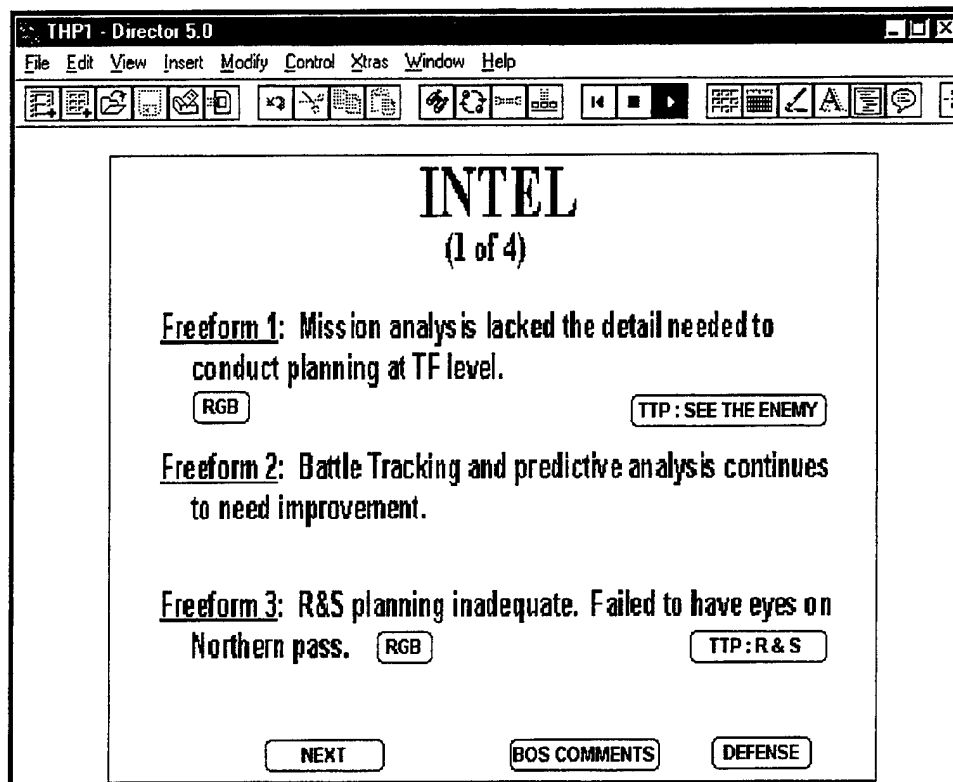 THP1 - Director 5.0
File Edit View Insert Modify Control Xtras Window Help
INTEL
(1 of 4)
Freeform 1: Mission analysis lacked the detail needed to
conduct planning at TF level.
RGB TTP : SEE THE ENEMY
Freeform 2: Battle Tracking and predictive analysis continues
to need improvement.
Freeform 3: R&S planning inadequate. Failed to have eyes on
Northern pass. RGB TTP : R & S
NEXT BOS COMMENTS DEFENSE